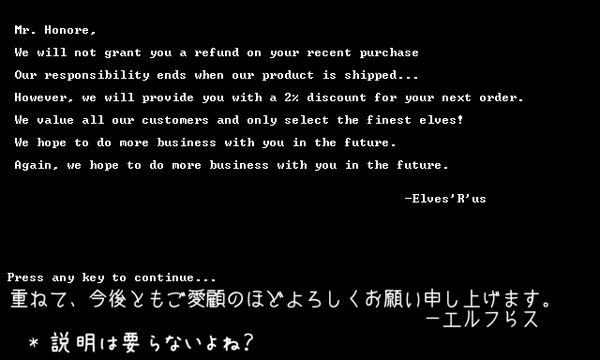 Mr. Honore,
We will not grant you a refund on your recent purchase
Our responsibility ends when our product is shipped...
However, we will provide you with a 2% discount for your next order.
We value all our customers and only select the finest elves!
We hope to do more business with you in the future.
Again, we hope to do more business with you in the future.
-Elves'R'us
Press any key to continue...
重ねて、今後ともご愛顧のほどよろしくお願い申し上げます。
ーエルフらス
* 説明は要らないよね?